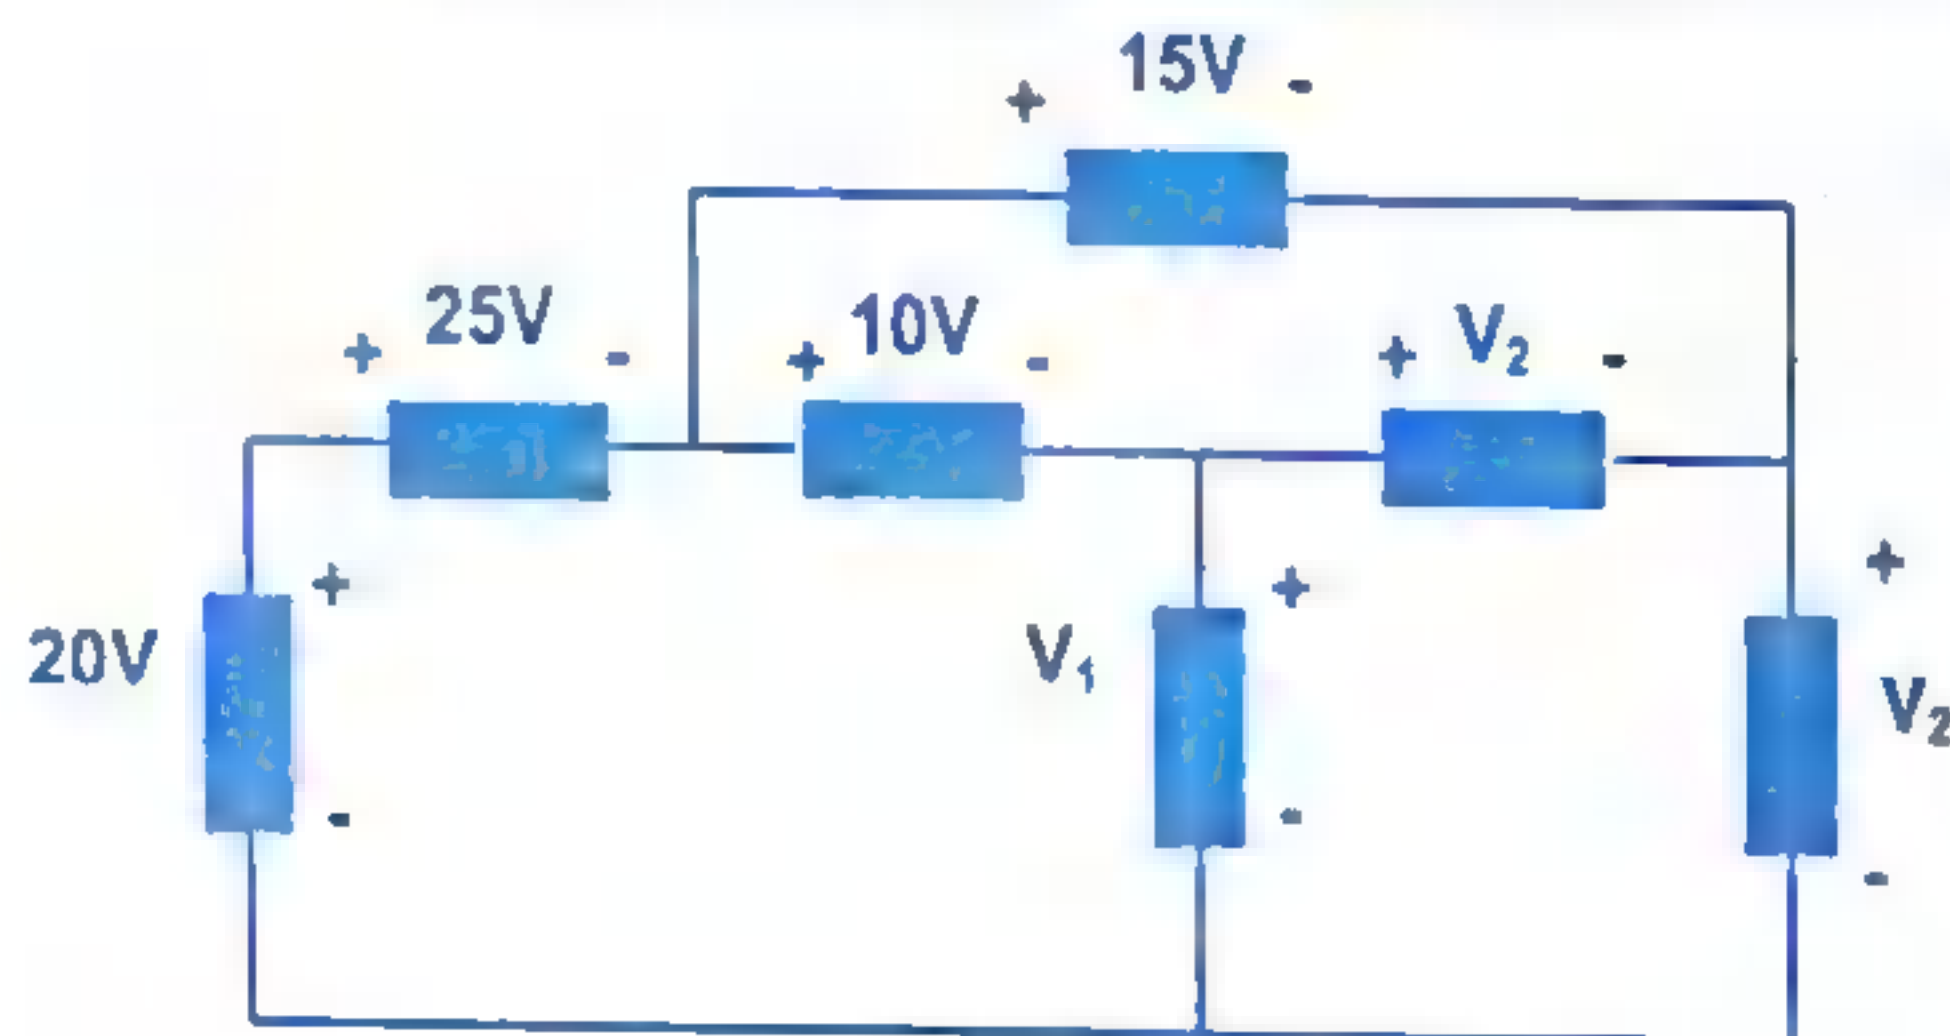 + 15V -
+ 25V -
+ 10V -
+ V₂ -
20V
+
-
V₁
+
-
+
V₂
-